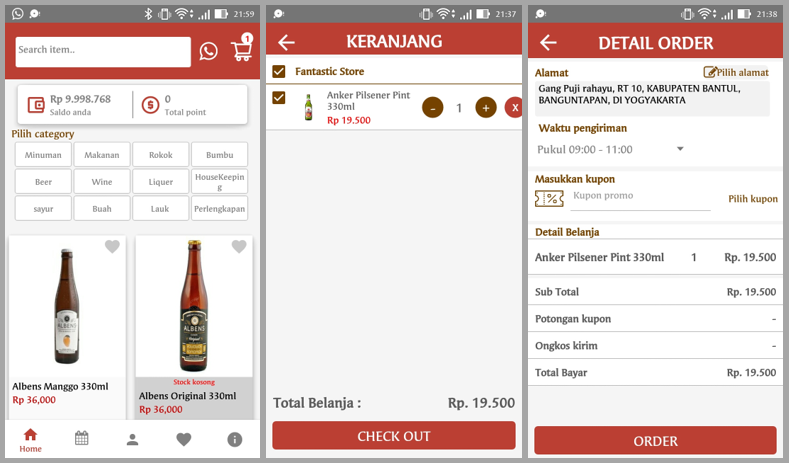 21:59
Search item..
1
Rp 9.998.768
Saldo anda
0
Total point
Pilih category
Minuman
Makanan
Rokok
Bumbu
Beer
Wine
Liquer
HouseKeepin
g
sayur
Buah
Lauk
Perlengkapan
ALBENS
ALBENS
Stock kosong
Albens Manggo 330ml
Rp 36,000
Albens Original 330ml
Rp 36,000
Home
21:37
KERANJANG
Fantastic Store
Anker Pilsener Pint
330ml
Rp 19.500
- 1 + X
Total Belanja : Rp. 19.500
CHECK OUT
21:38
DETAIL ORDER
Alamat Pilih alamat
Gang Puji rahayu, RT 10, KABUPATEN BANTUL,
BANGUNTAPAN, DI YOGYAKARTA
Waktu pengiriman
Pukul 09:00 - 11:00
Masukkan kupon
Kupon promo Pilih kupon
Detail Belanja
Anker Pilsener Pint 330ml 1 Rp. 19.500
Sub Total Rp. 19.500
Potongan kupon -
Ongkos kirim -
Total Bayar Rp. 19.500
ORDER